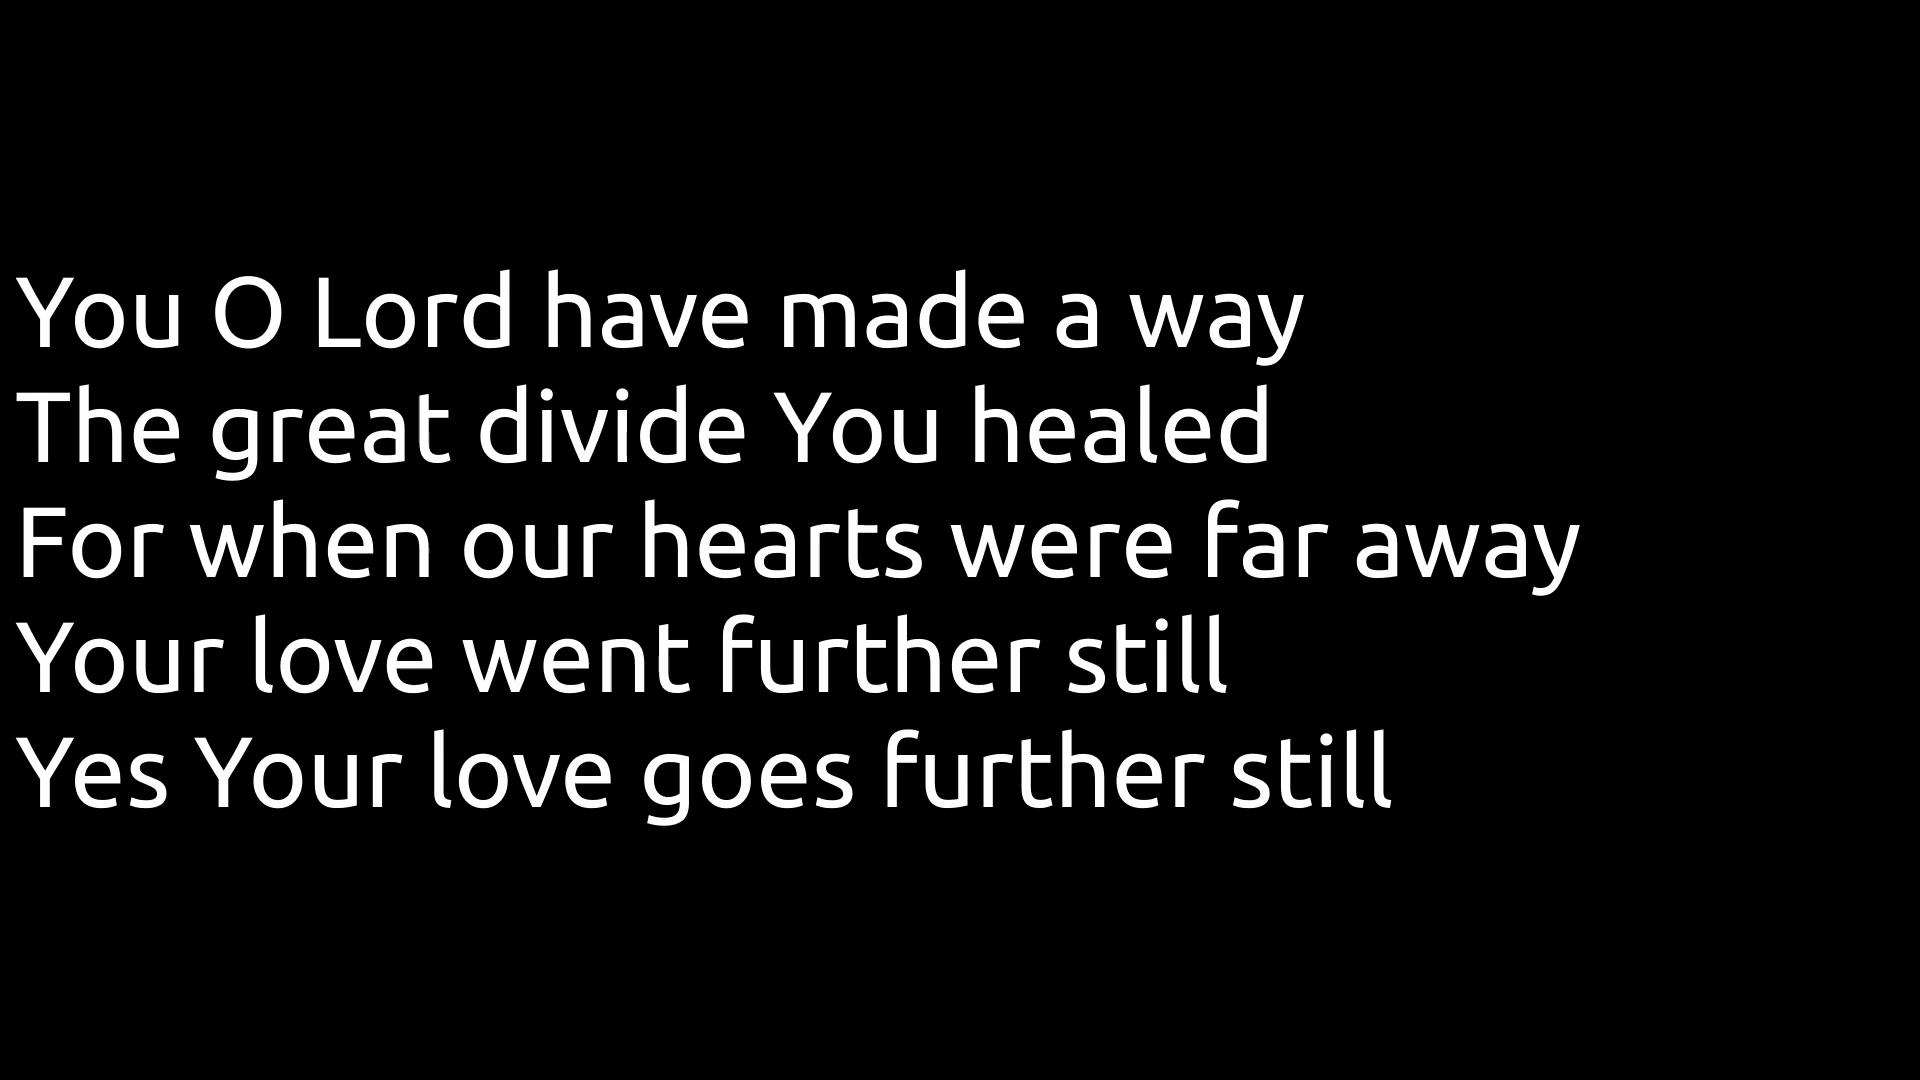 You O Lord have made a way
The great divide You healed
For when our hearts were far away
Your love went further still
Yes Your love goes further still